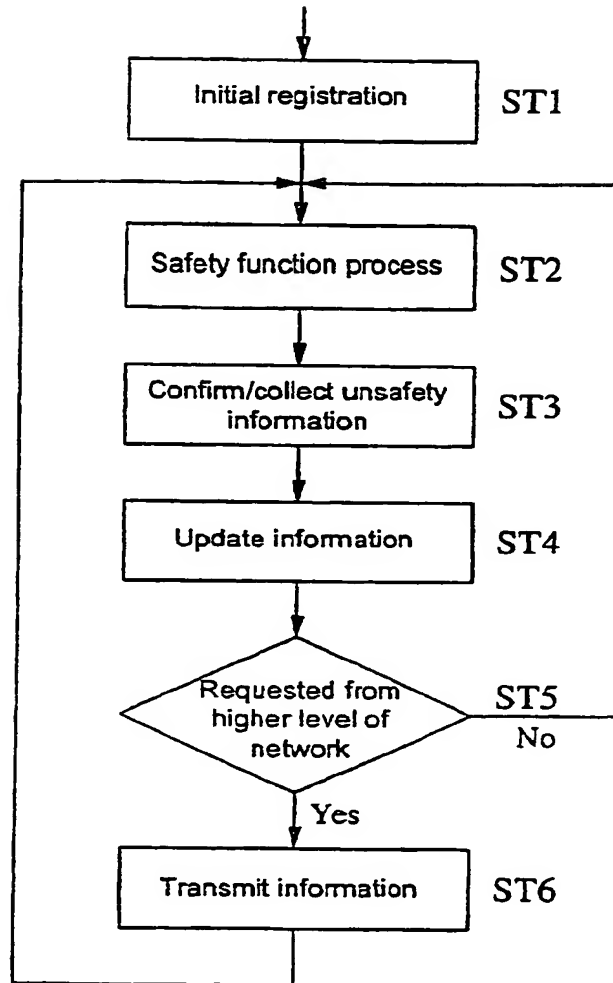 Initial registration
ST1
Safety function process
ST2
Confirm/collect unsafety
information
ST3
Update information
ST4
Requested from
higher level of
network
ST5
No
Yes
Transmit information
ST6